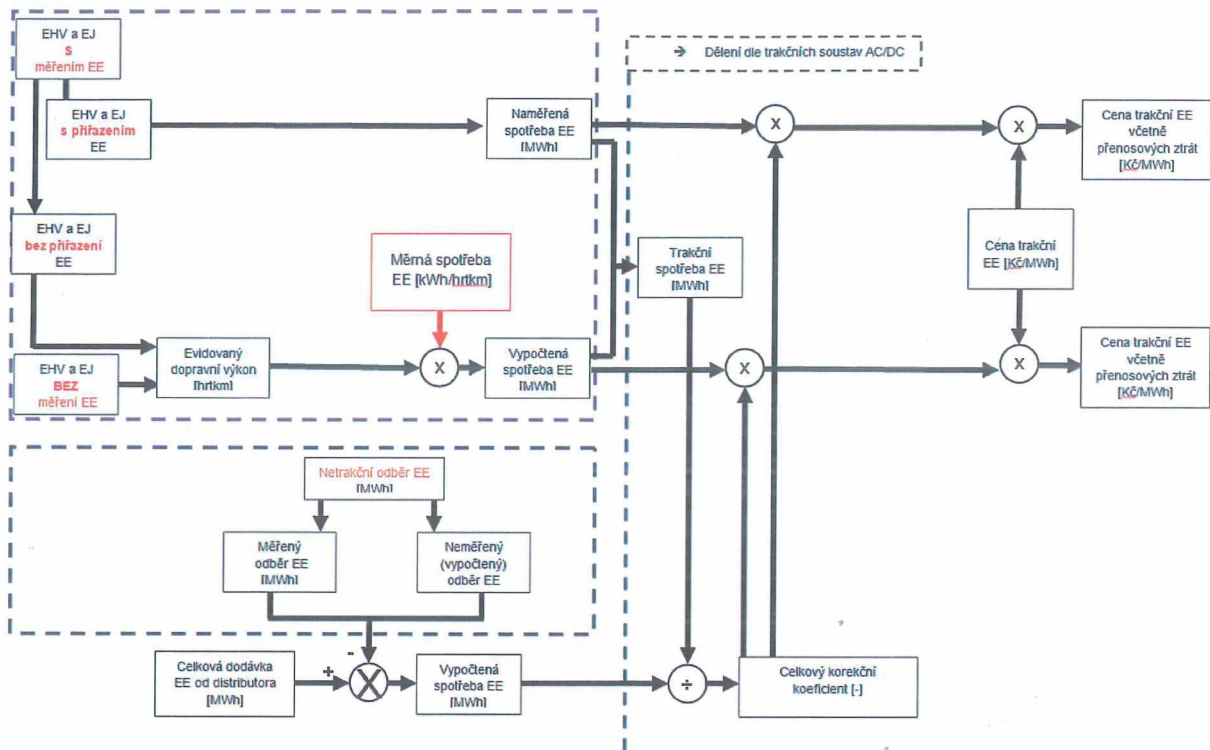 EHV a EJ
S
měřením EE
→ Dělení dle trakčních soustav AC/DC
EHV a EJ
s přiřazením
EE
Naměřená
spotřeba EE
[MWh]
X
X
Cena trakční EE
včetně
přenosových ztrát
[Kč/MWh]
EHV a EJ
bez přiřazení
EE
Měrná spotřeba
EE [kWh/hrtkm]
Trakční
spotřeba EE
[MWh]
Céna trakční
EE [Kč/MWh]
EHV a EJ
BEZ
měření EE
Evidovaný
dopravní výkon
[hrtkm]
X
Vypočtená
spotřeba EE
[MWh]
X
X
Cena trakční EE
včetně
přenosových ztrát
[Kč/MWh]
Netrakční odběr EE
[MWh]
Měřený
odběr EE
[MWh]
Neměřený
(vypočtený)
odběr EE
-
+
Celková dodávka
EE od distributora
[MWh]
X
Vypočtená
spotřeba EE
[MWh]
÷
Celkový korekční
koeficient [-]